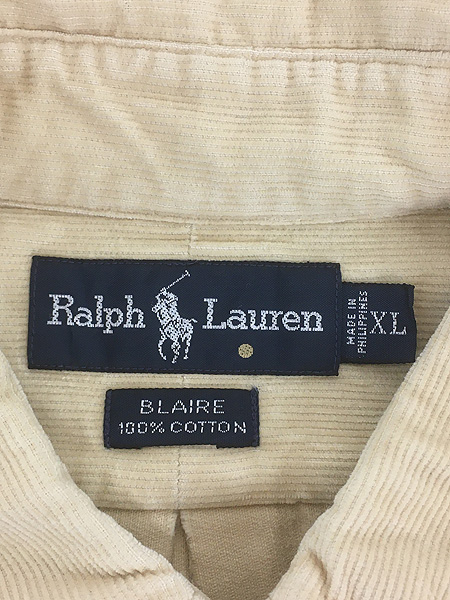 Ralph Lauren
MADE IN
PHILIPPINES
XL
BLAIRE
100% COTTON